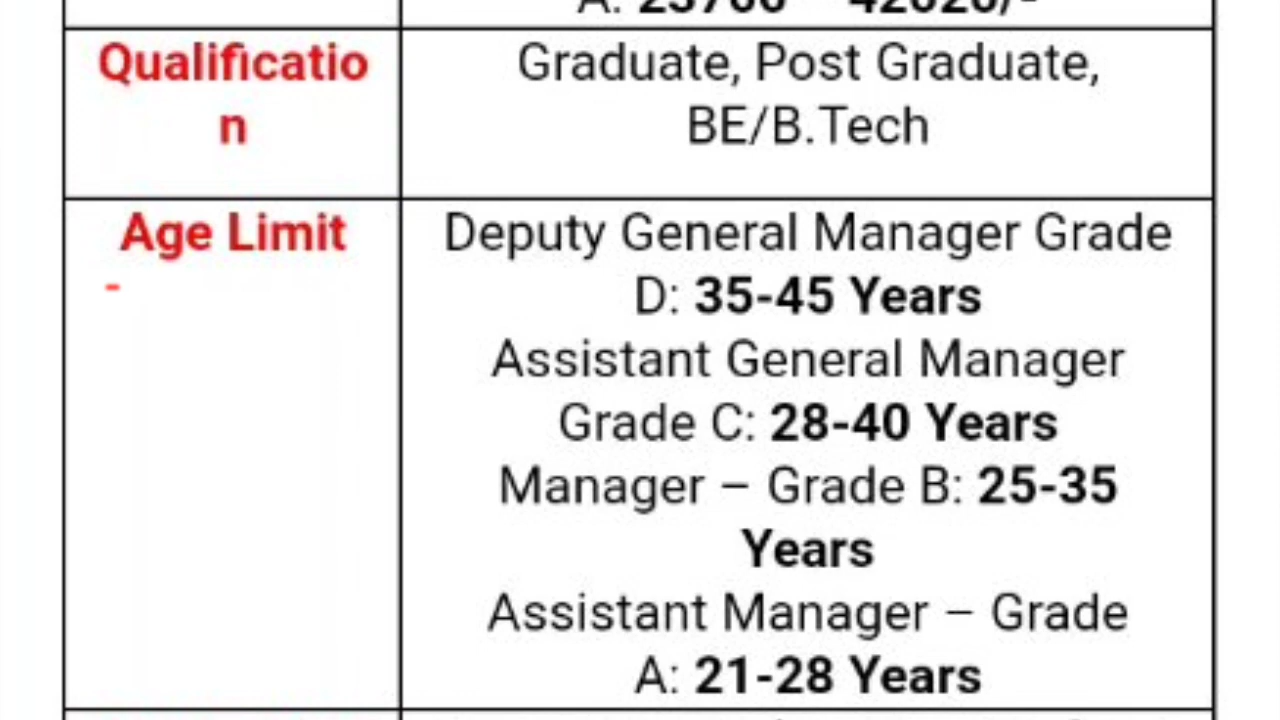 Qualificatio
n
Graduate, Post Graduate,
BE/B.Tech
Age Limit
-
Deputy General Manager Grade
D: 35-45 Years
Assistant General Manager
Grade C: 28-40 Years
Manager – Grade B: 25-35
Years
Assistant Manager – Grade
A: 21-28 Years